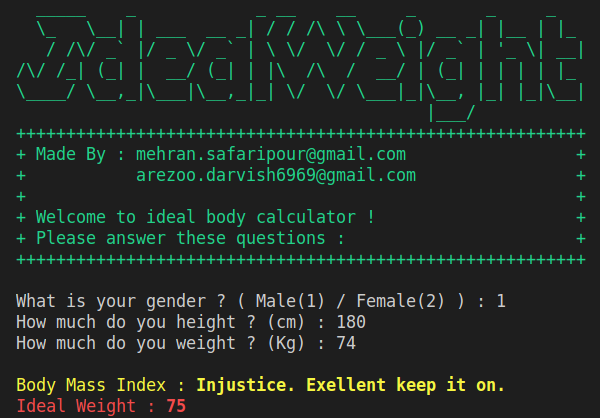 IdealWeight
+++++++++++++++++++++++++++++++++++++++++++++++++++++++++
+ Made By : mehran.safaripour@gmail.com +
+ arezoo.darvish6969@gmail.com +
+ +
+ Welcome to ideal body calculator ! +
+ Please answer these questions : +
+++++++++++++++++++++++++++++++++++++++++++++++++++++++++
What is your gender ? ( Male(1) / Female(2) ) : 1
How much do you height ? (cm) : 180
How much do you weight ? (Kg) : 74
Body Mass Index : Injustice. Exellent keep it on.
Ideal Weight : 75